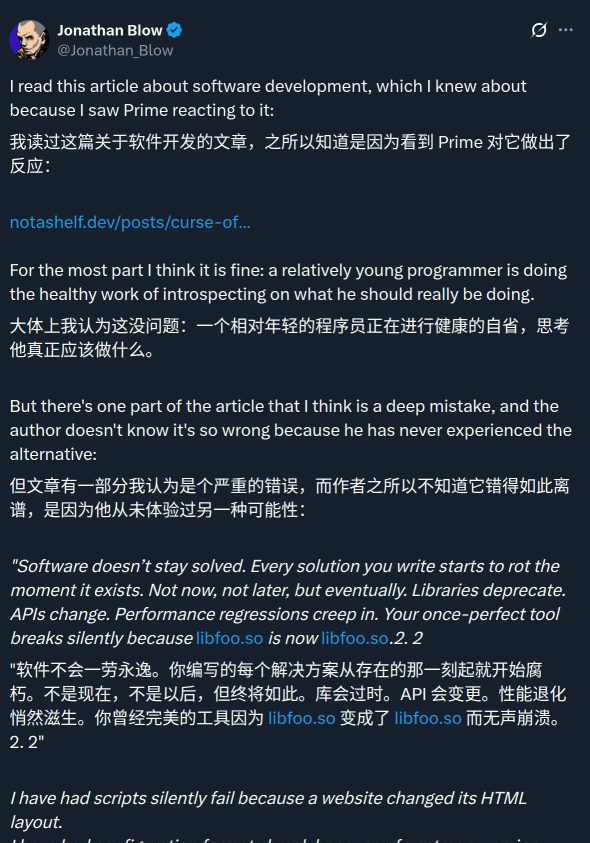 Jonathan Blow
@Jonathan_Blow
I read this article about software development, which I knew about
because I saw Prime reacting to it:
我读过这篇关于软件开发的文章，之所以知道是因为看到 Prime 对它做出了
反应：
notashelf.dev/posts/curse-of…
For the most part I think it is fine: a relatively young programmer is doing
the healthy work of introspecting on what he should really be doing.
大体上我认为这没问题：一个相对年轻的程序员正在进行健康的自省，思考
他真正应该做什么。
But there's one part of the article that I think is a deep mistake, and the
author doesn't know it's so wrong because he has never experienced the
alternative:
但文章有一部分我认为是个严重的错误，而作者之所以不知道它错得如此离
谱，是因为他从未体验过另一种可能性：
"Software doesn’t stay solved. Every solution you write starts to rot the
moment it exists. Not now, not later, but eventually. Libraries deprecate.
APIs change. Performance regressions creep in. Your once-perfect tool
breaks silently because libfoo.so is now libfoo.so.2. 2
"软件不会一劳永逸。你编写的每个解决方案从存在的那一刻起就开始腐
朽。不是现在，不是以后，但终将如此。库会过时。API 会变更。性能退化
悄然滋生。你曾经完美的工具因为 libfoo.so 变成了 libfoo.so 而无声崩溃。
2. 2"
I have had scripts silently fail because a website changed its HTML
layout.